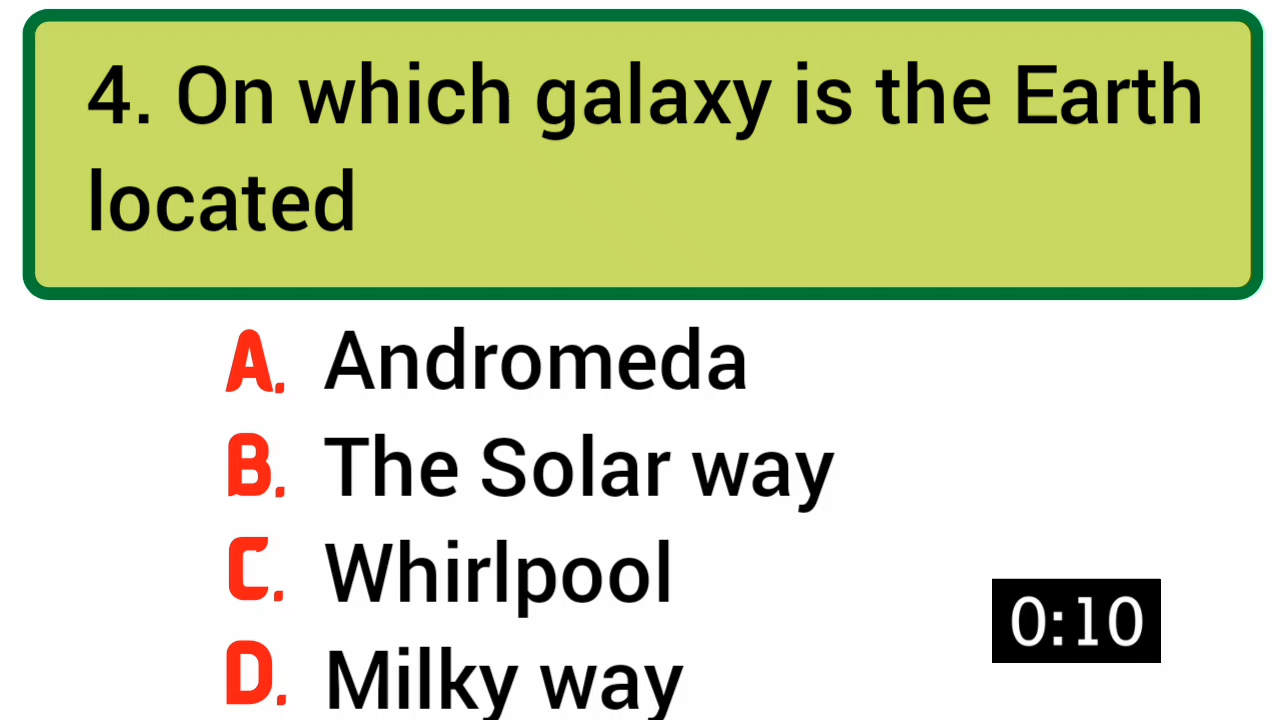 4. On which galaxy is the Earth
located
A. Andromeda
B. The Solar way
C. Whirlpool
0:10
D. Milky way